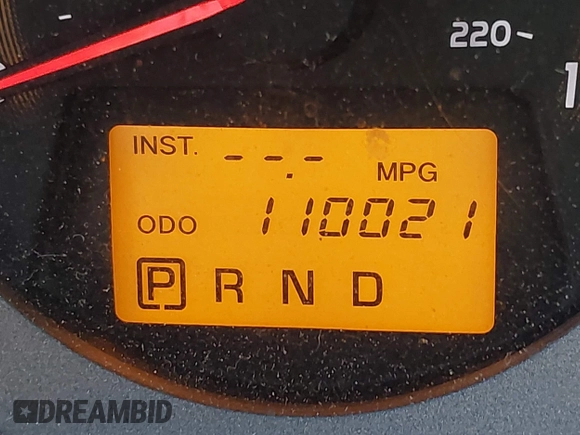 220
INST. --.- MPG
ODO 110021
P R N D
DREAMBID